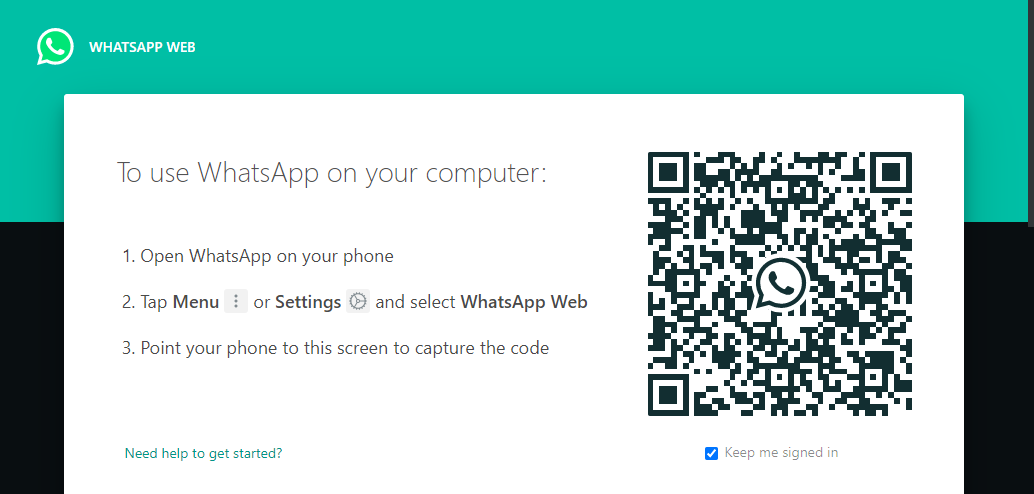 WHATSAPP WEB
To use WhatsApp on your computer:
1. Open WhatsApp on your phone
2. Tap Menu or Settings and select WhatsApp Web
3. Point your phone to this screen to capture the code
Need help to get started?
Keep me signed in